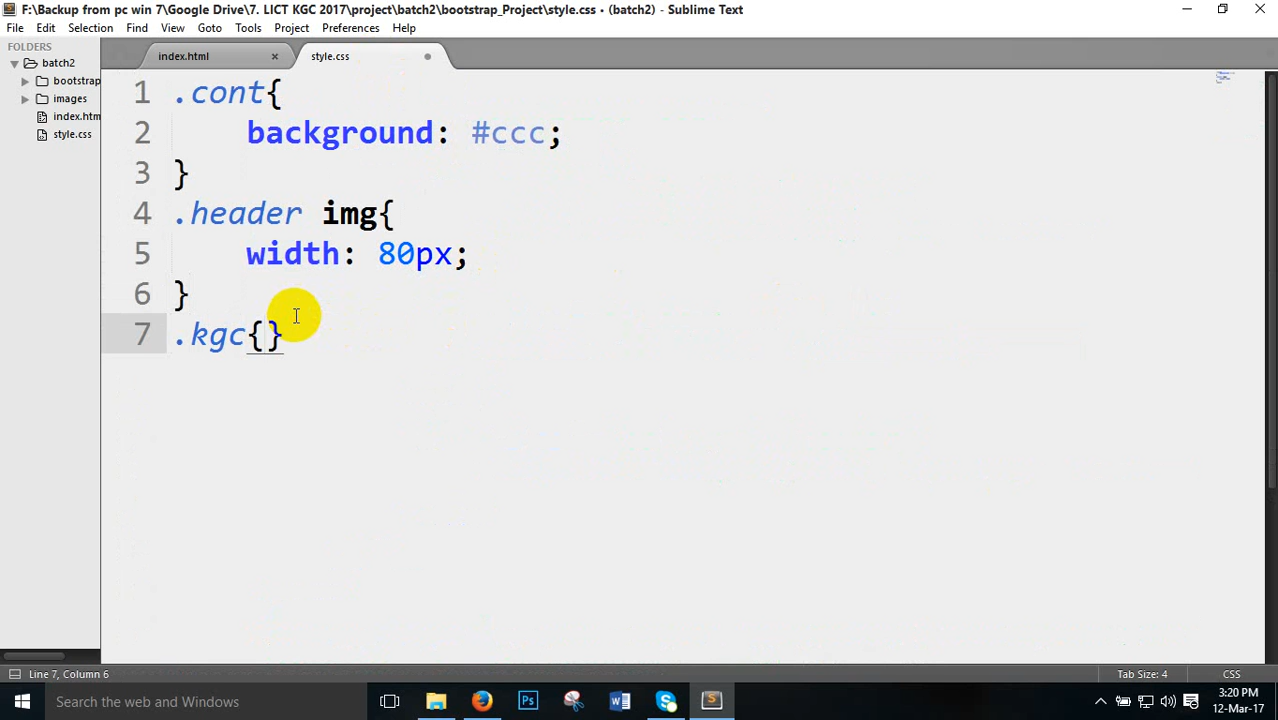 F:\Backup from pc win 7\Google Drive\7. LICT KGC 2017\project\batch2\bootstrap_Project\style.css • (batch2) - Sublime Text
File Edit Selection Find View Goto Tools Project Preferences Help
FOLDERS
batch2
bootstrap
images
index.htm
style.css
index.html
style.css
1 .cont{
2 background: #ccc;
3 }
4 .header img{
5 width: 80px;
6 }
7 .kgc{}
Line 7, Column 6
Tab Size: 4
CSS
Search the web and Windows
3:20 PM
12-Mar-17